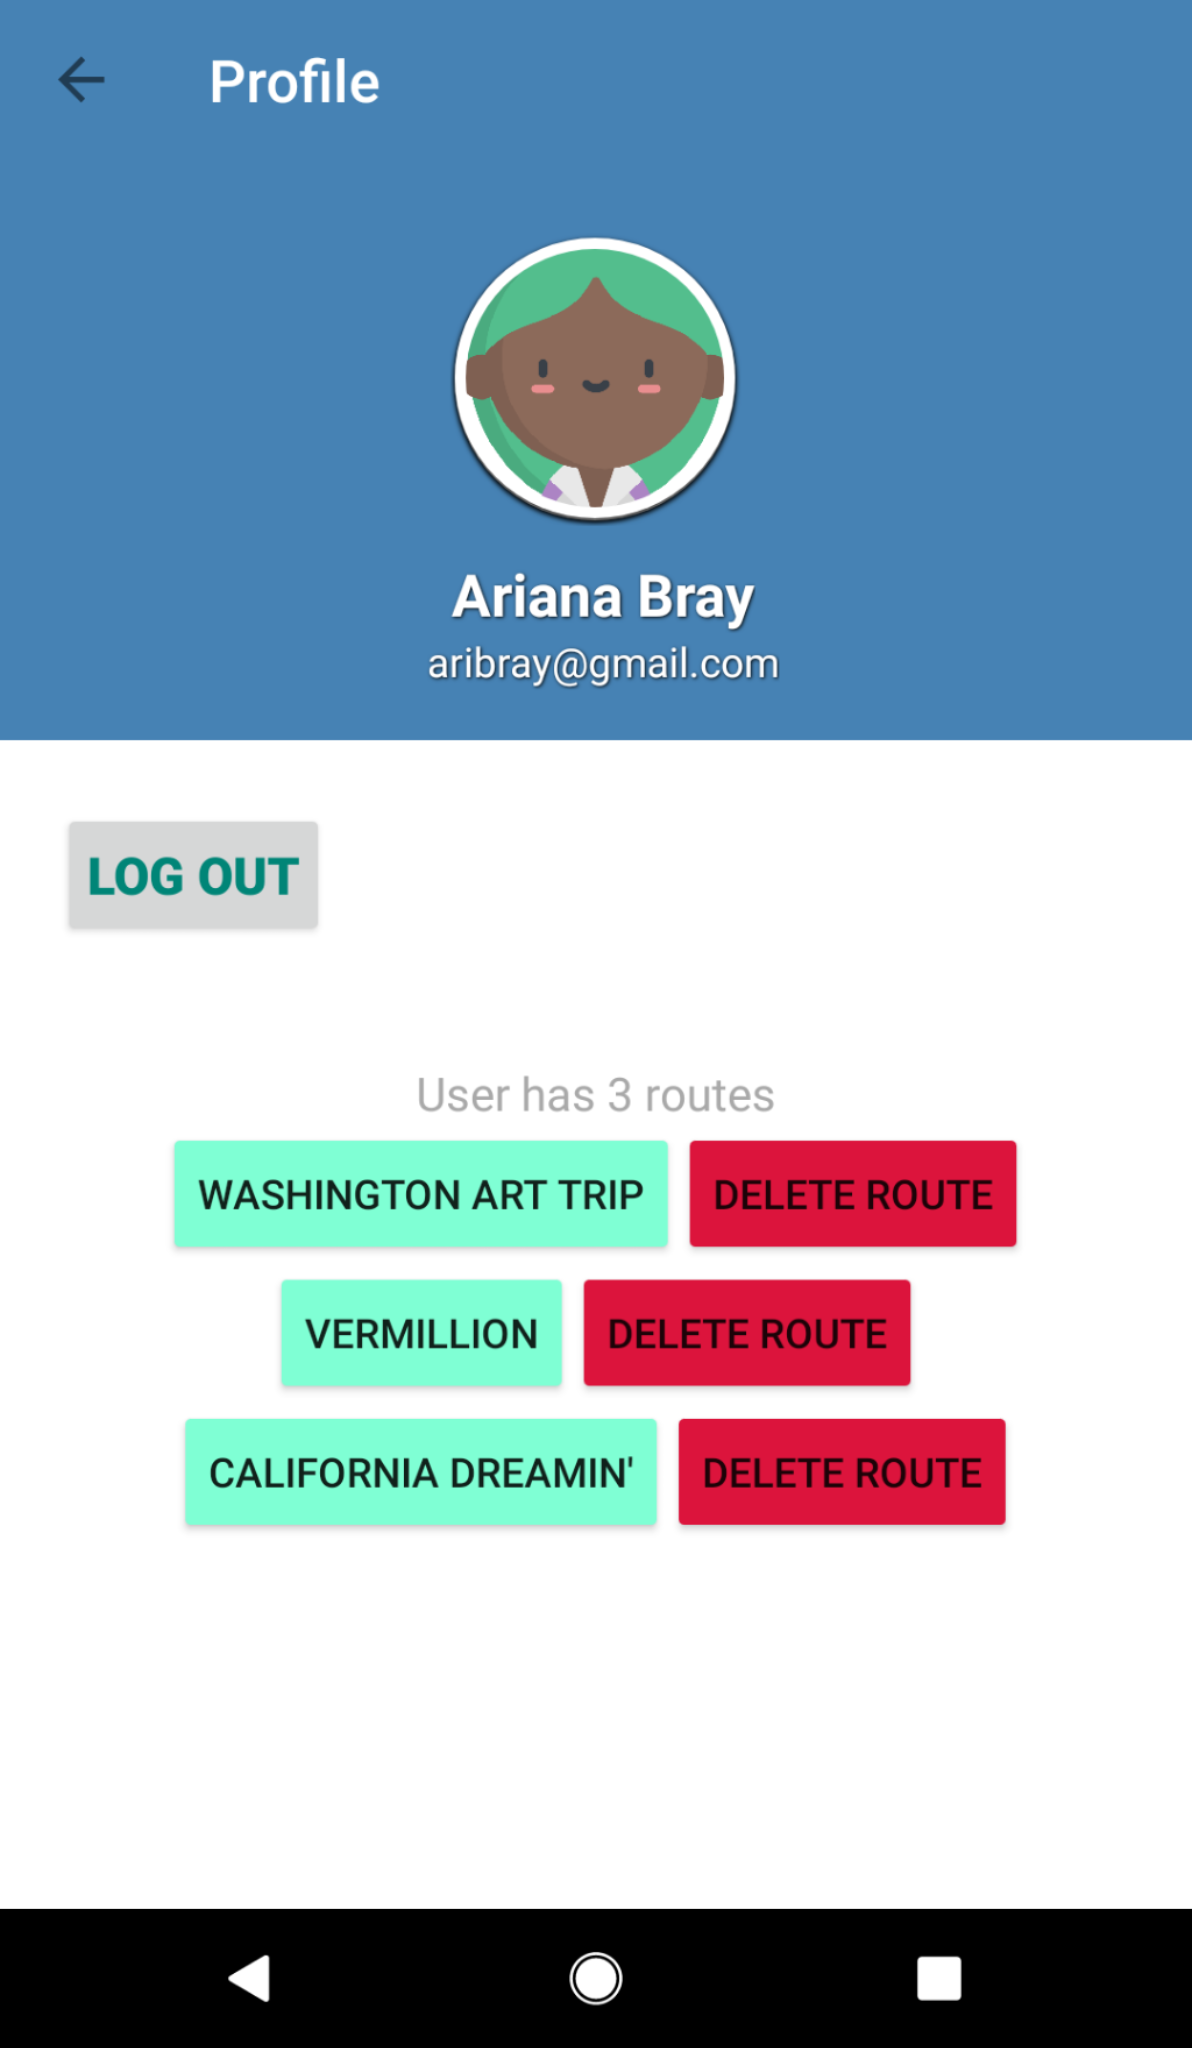 Profile
Ariana Bray
aribray@gmail.com
LOG OUT
User has 3 routes
WASHINGTON ART TRIP DELETE ROUTE
VERMILLION DELETE ROUTE
CALIFORNIA DREAMIN' DELETE ROUTE